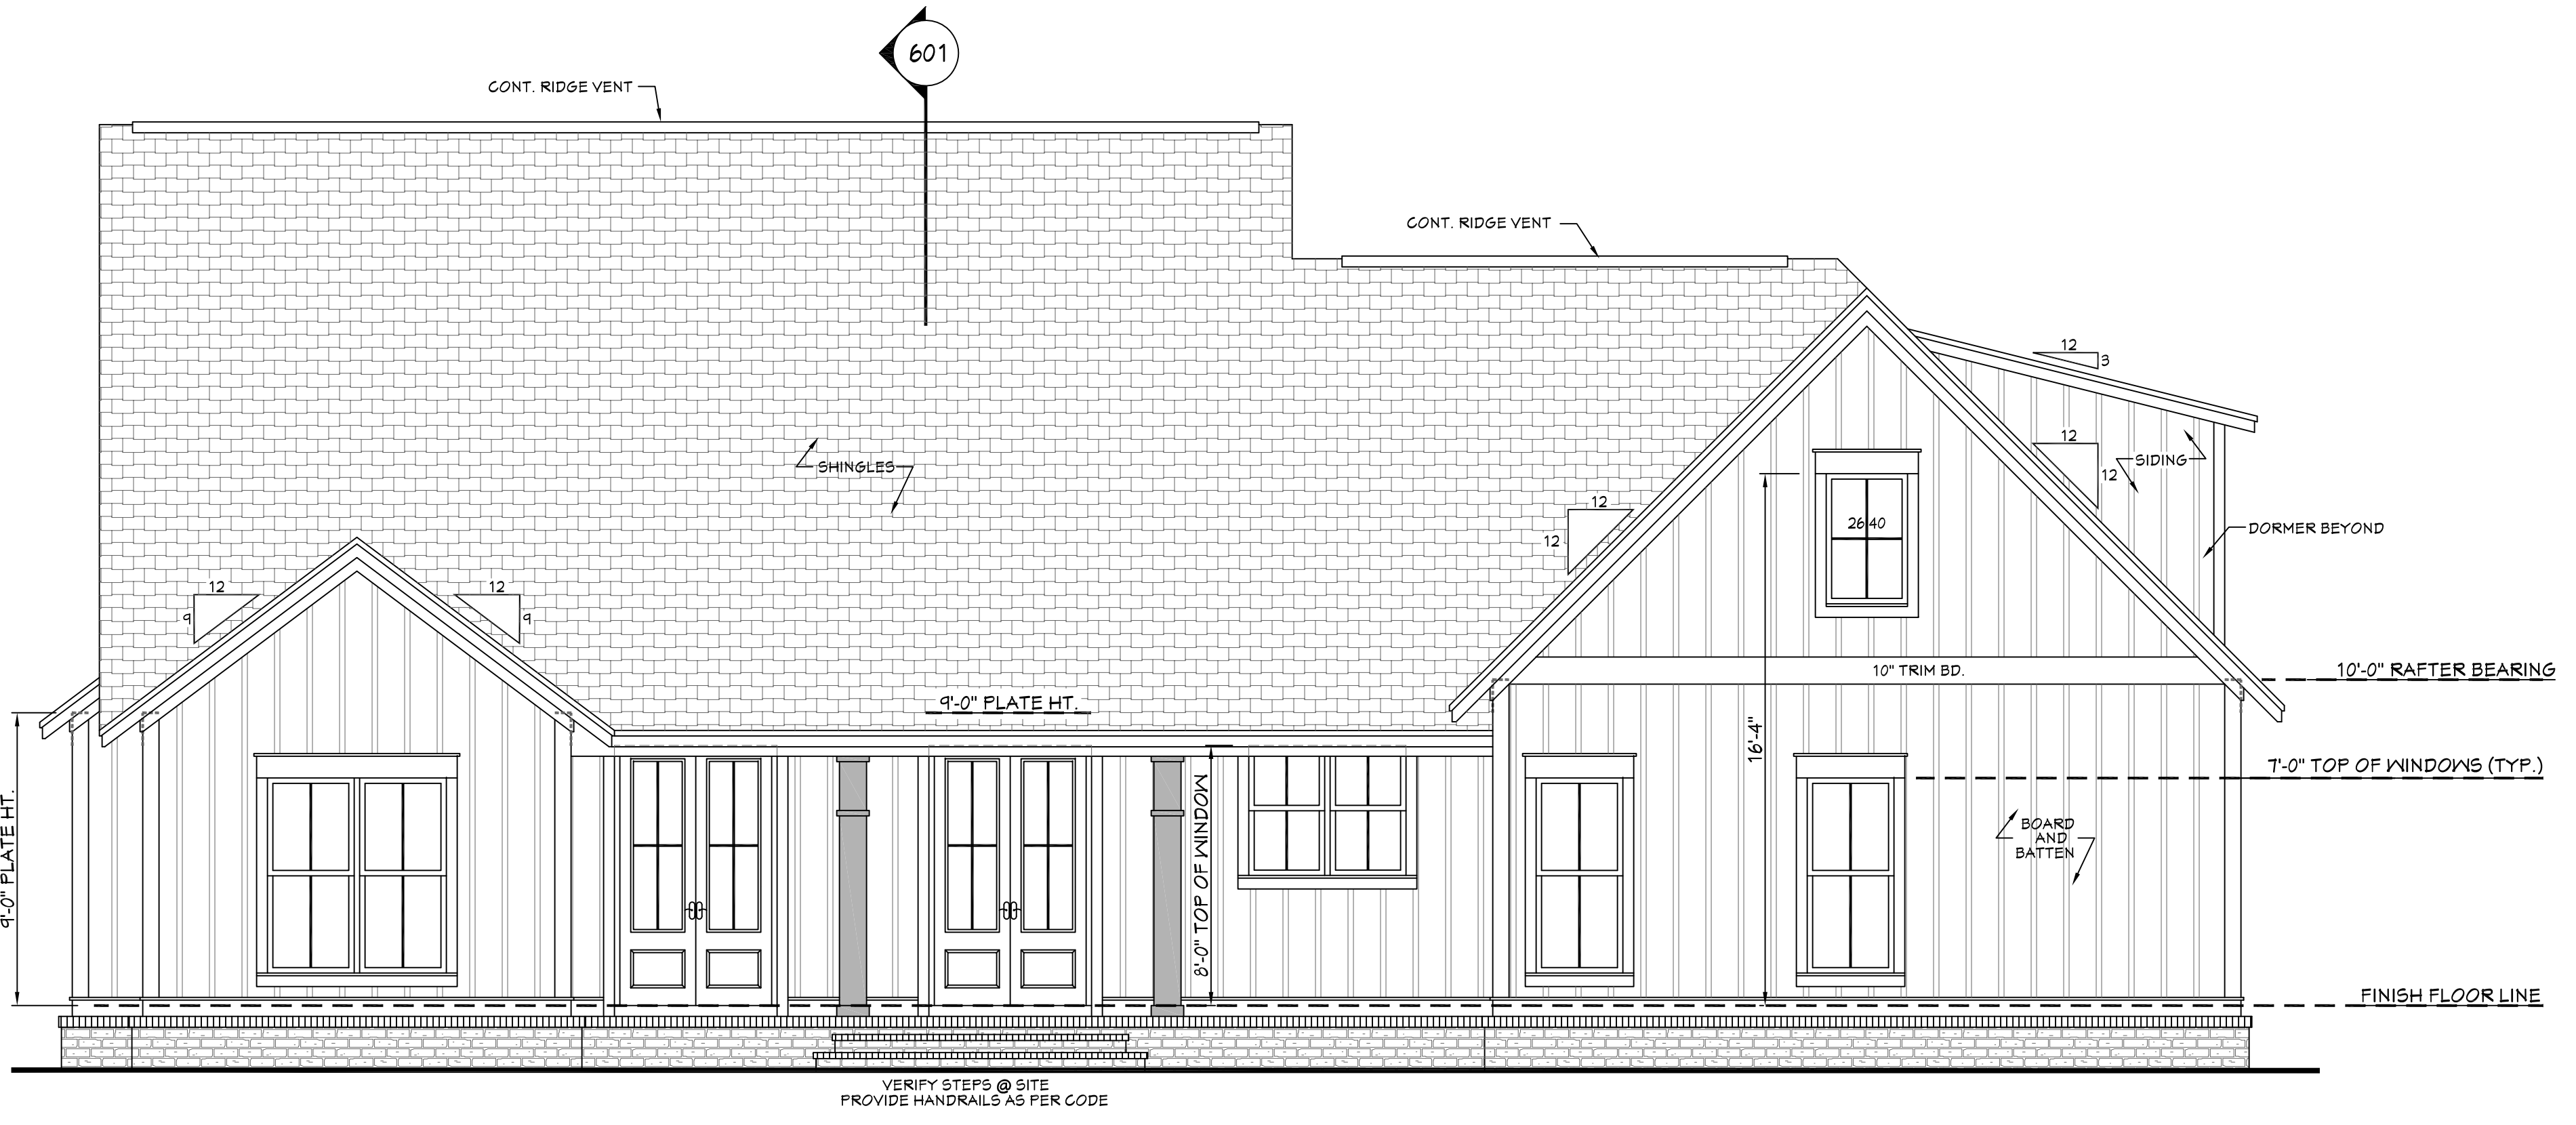 601
CONT. RIDGE VENT
CONT. RIDGE VENT
12
3
12
12
SIDING
SHINGLES
12
12
2640
DORMER BEYOND
12
9
12
9
10" TRIM BD.
10'-0" RAFTER BEARING
9'-0" PLATE HT.
16'-4"
7'-0" TOP OF WINDOWS (TYP.)
9'-0" PLATE HT.
8'-0" TOP OF WINDOW
BOARD
AND
BATTEN
FINISH FLOOR LINE
VERIFY STEPS @ SITE
PROVIDE HANDRAILS AS PER CODE